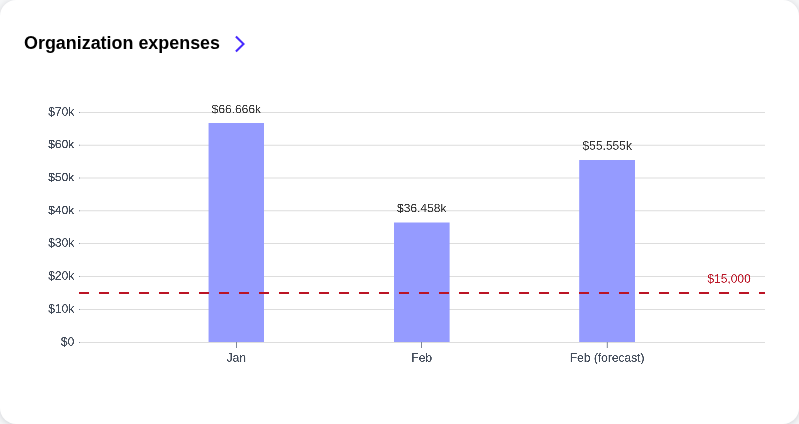 Organization expenses
$70k
$60k
$50k
$40k
$30k
$20k
$10k
$0
$66.666k
$36.458k
$55.555k
$15,000
Jan
Feb
Feb (forecast)